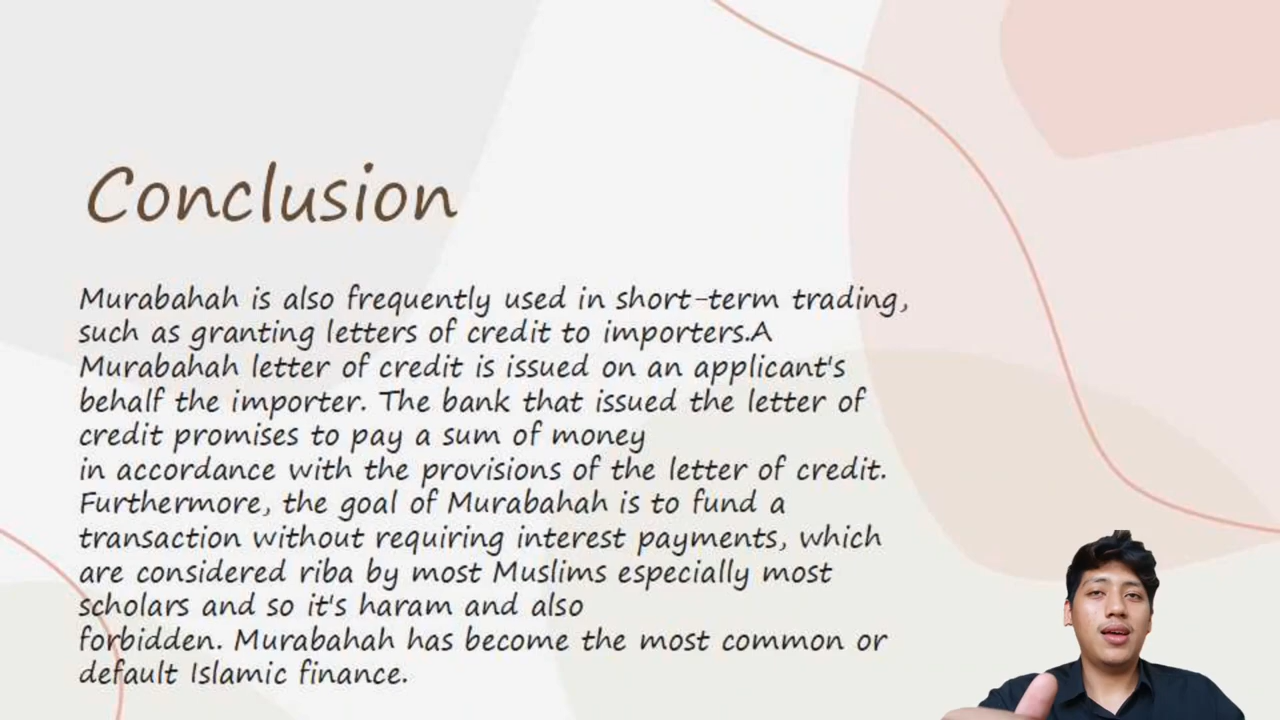 Conclusion
Murabahah is also frequently used in short-term trading,
such as granting letters of credit to importers.A
Murabahah letter of credit is issued on an applicant's
behalf the importer. The bank that issued the letter of
credit promises to pay a sum of money
in accordance with the provisions of the letter of credit.
Furthermore, the goal of Murabahah is to fund a
transaction without requiring interest payments, which
are considered riba by most Muslims especially most
scholars and so it's haram and also
forbidden. Murabahah has become the most common or
default Islamic finance.